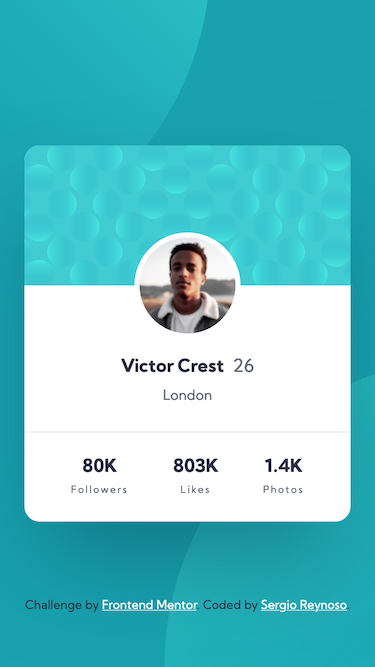 Victor Crest 26
London
80K 803K 1.4K
Followers Likes Photos
Challenge by Frontend Mentor. Coded by Sergio Reynoso.